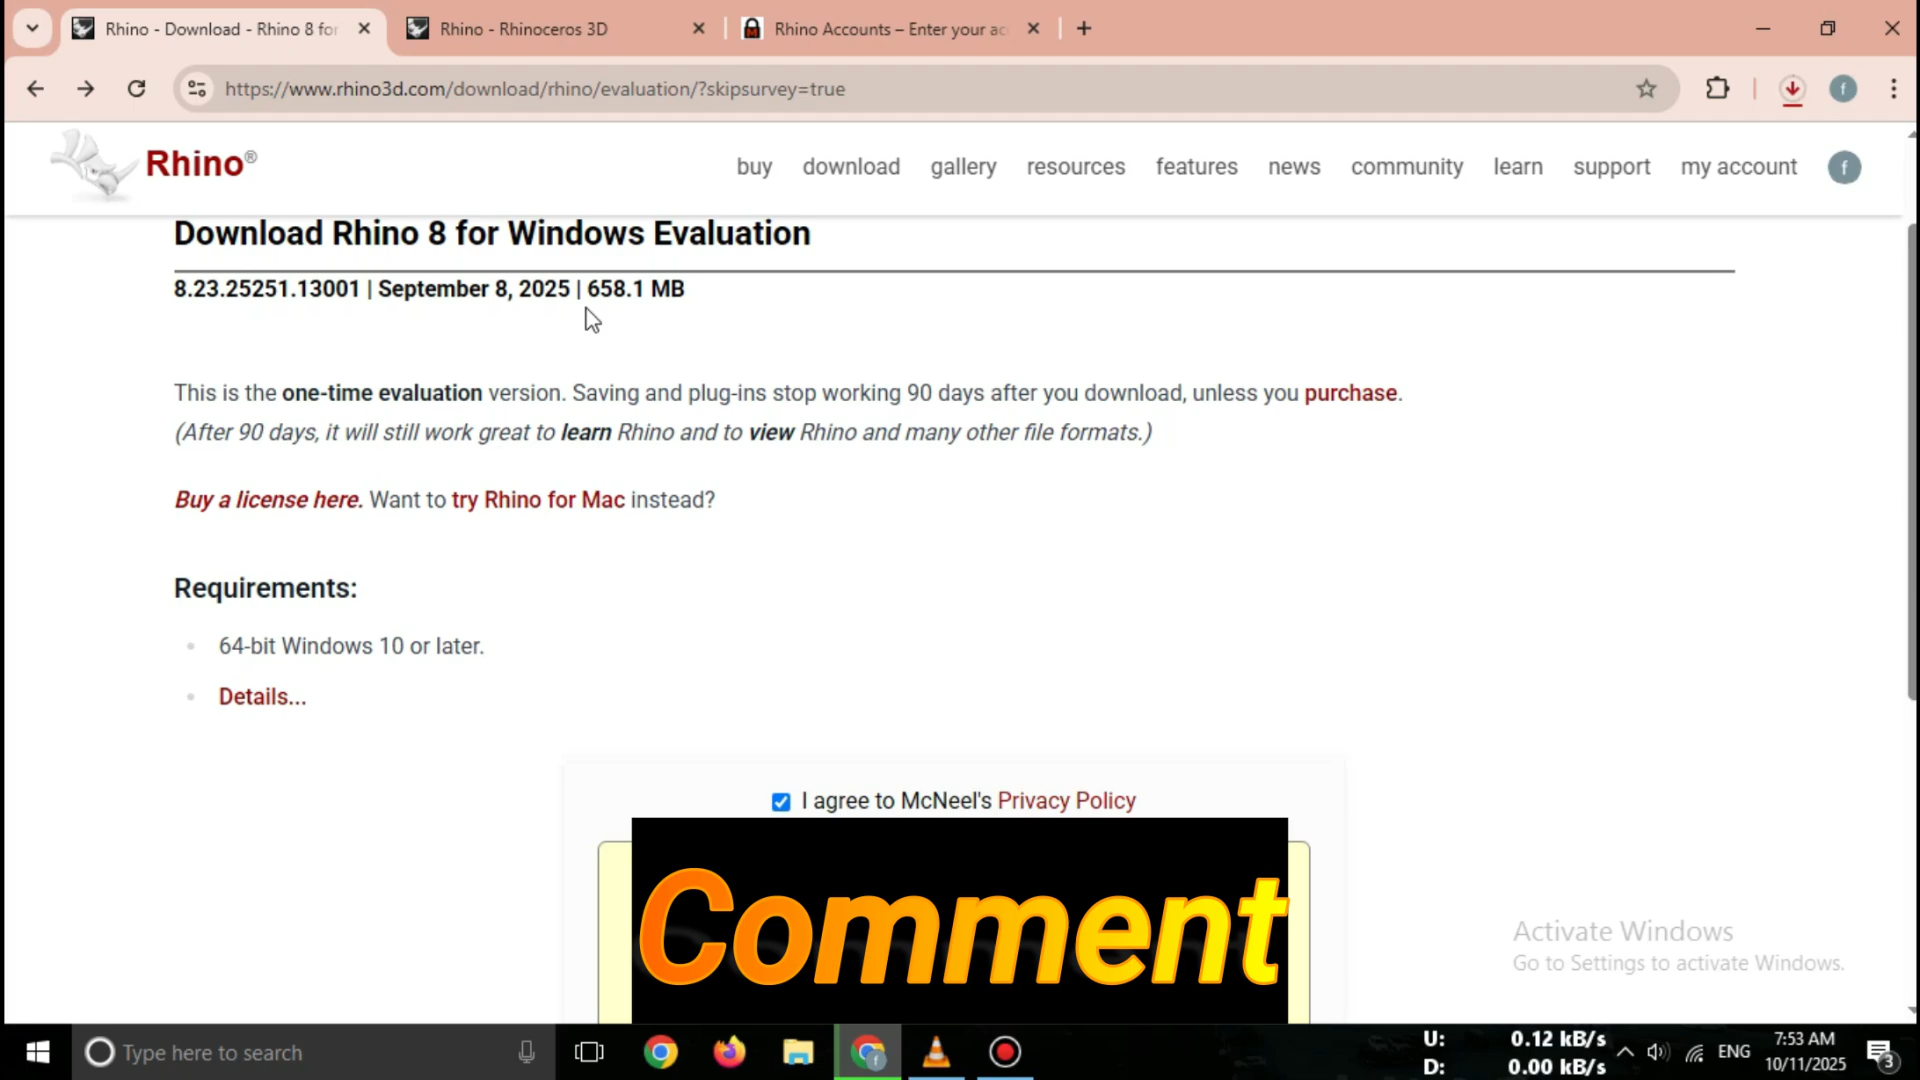 Rhino - Download - Rhino 8 for
Rhino - Rhinoceros 3D
Rhino Accounts – Enter your ac
https://www.rhino3d.com/download/rhino/evaluation/?skipsurvey=true
f
Rhino®
buy download gallery resources features news community learn support my account f
Download Rhino 8 for Windows Evaluation
8.23.25251.13001 | September 8, 2025 | 658.1 MB
This is the one-time evaluation version. Saving and plug-ins stop working 90 days after you download, unless you purchase.
(After 90 days, it will still work great to learn Rhino and to view Rhino and many other file formats.)
Buy a license here. Want to try Rhino for Mac instead?
Requirements:
64-bit Windows 10 or later.
Details...
I agree to McNeel's Privacy Policy
Comment
Activate Windows
Go to Settings to activate Windows.
Type here to search
U: 0.12 kB/s
D: 0.00 kB/s
ENG
7:53 AM
10/11/2025
3